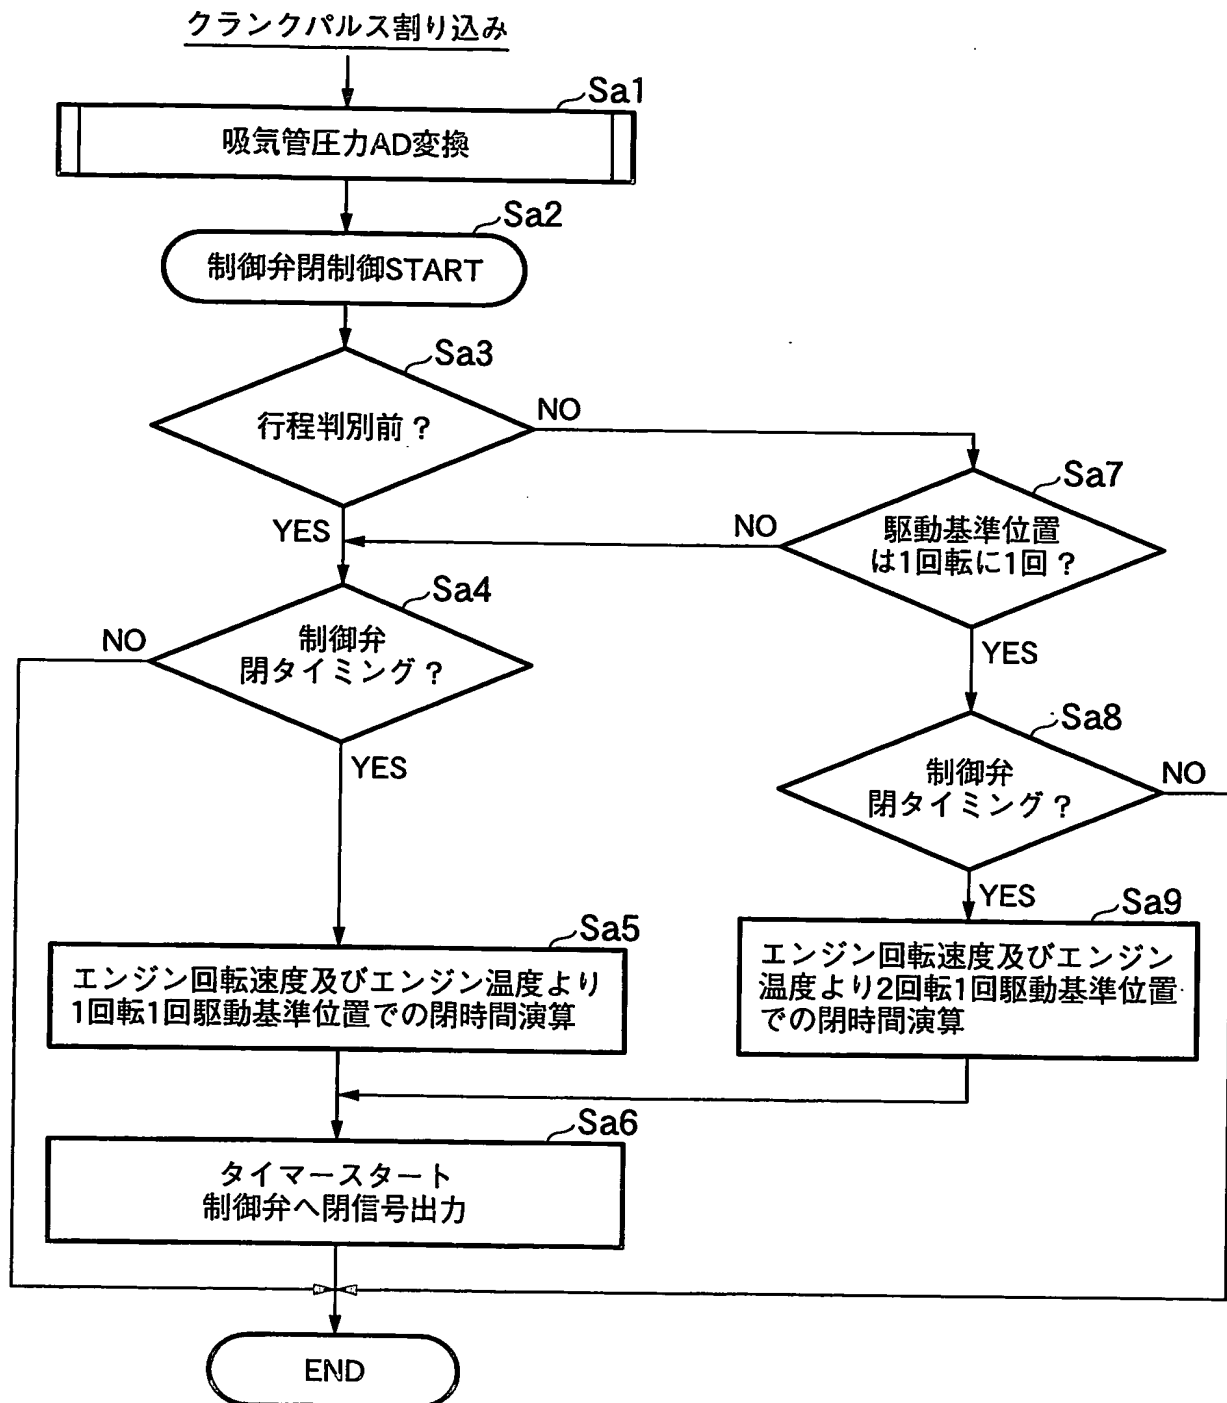 クランクパルス割り込み
Sa1
吸気管圧力AD変換
Sa2
制御弁閉制御START
Sa3
行程判別前？
NO
YES
Sa7
駆動基準位置
は1回転に1回？
NO
YES
Sa4
制御弁
閉タイミング？
NO
YES
Sa8
制御弁
閉タイミング？
NO
YES
Sa5
エンジン回転速度及びエンジン温度より
1回転1回駆動基準位置での閉時間演算
Sa9
エンジン回転速度及びエンジン
温度より2回転1回駆動基準位置
での閉時間演算
Sa6
タイマースタート
制御弁へ閉信号出力
END